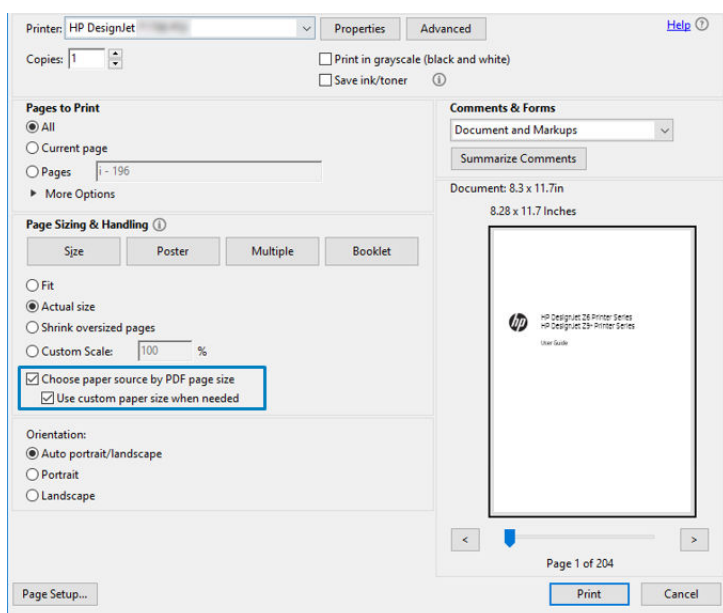 Printer: HP DesignJet
Properties
Advanced
Help
Copies: 1
Print in grayscale (black and white)
Save ink/toner
Pages to Print
All
Current page
Pages i - 196
More Options
Comments & Forms
Document and Markups
Summarize Comments
Page Sizing & Handling
Size
Poster
Multiple
Booklet
Fit
Actual size
Shrink oversized pages
Custom Scale: 100 %
Choose paper source by PDF page size
Use custom paper size when needed
Orientation:
Auto portrait/landscape
Portrait
Landscape
Document: 8.3 x 11.7in
8.28 x 11.7 Inches
hp
HP DesignJet Z6 Printer Series
HP DesignJet Z9+ Printer Series
User Guide
<
>
Page 1 of 204
Page Setup...
Print
Cancel